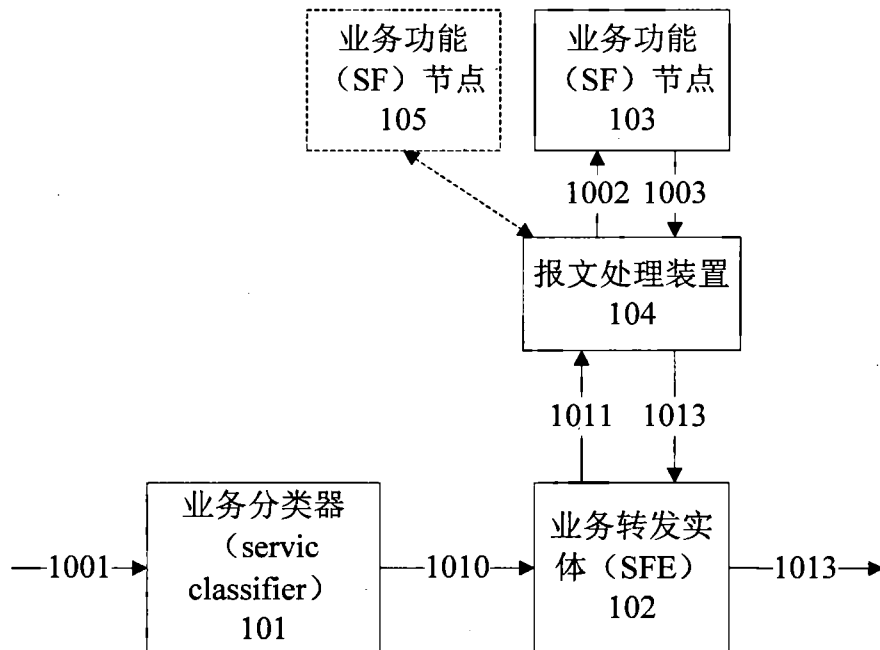 业务功能
（SF）节点
105
业务功能
（SF）节点
103
1002
1003
报文处理装置
104
1011
1013
业务分类器
（servic
classifier）
101
业务转发实
体（SFE）
102
1001
1010
1013